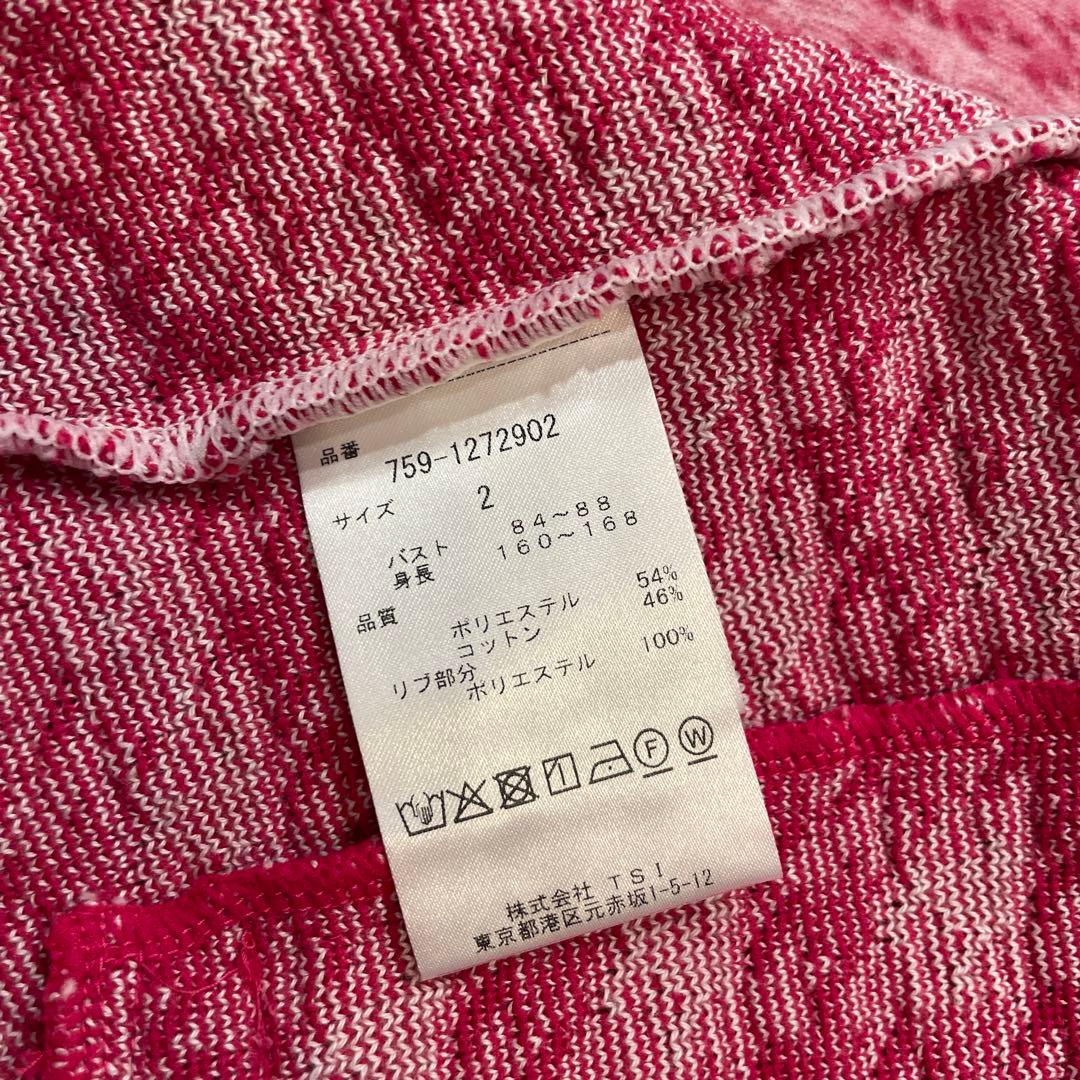 品番 759-1272902
サイズ 2
バスト 84～88
身長 160～168
品質 ポリエステル 54%
コットン 46%
リブ部分
ポリエステル 100%
F W
株式会社 TSI
東京都港区元赤坂1-5-12